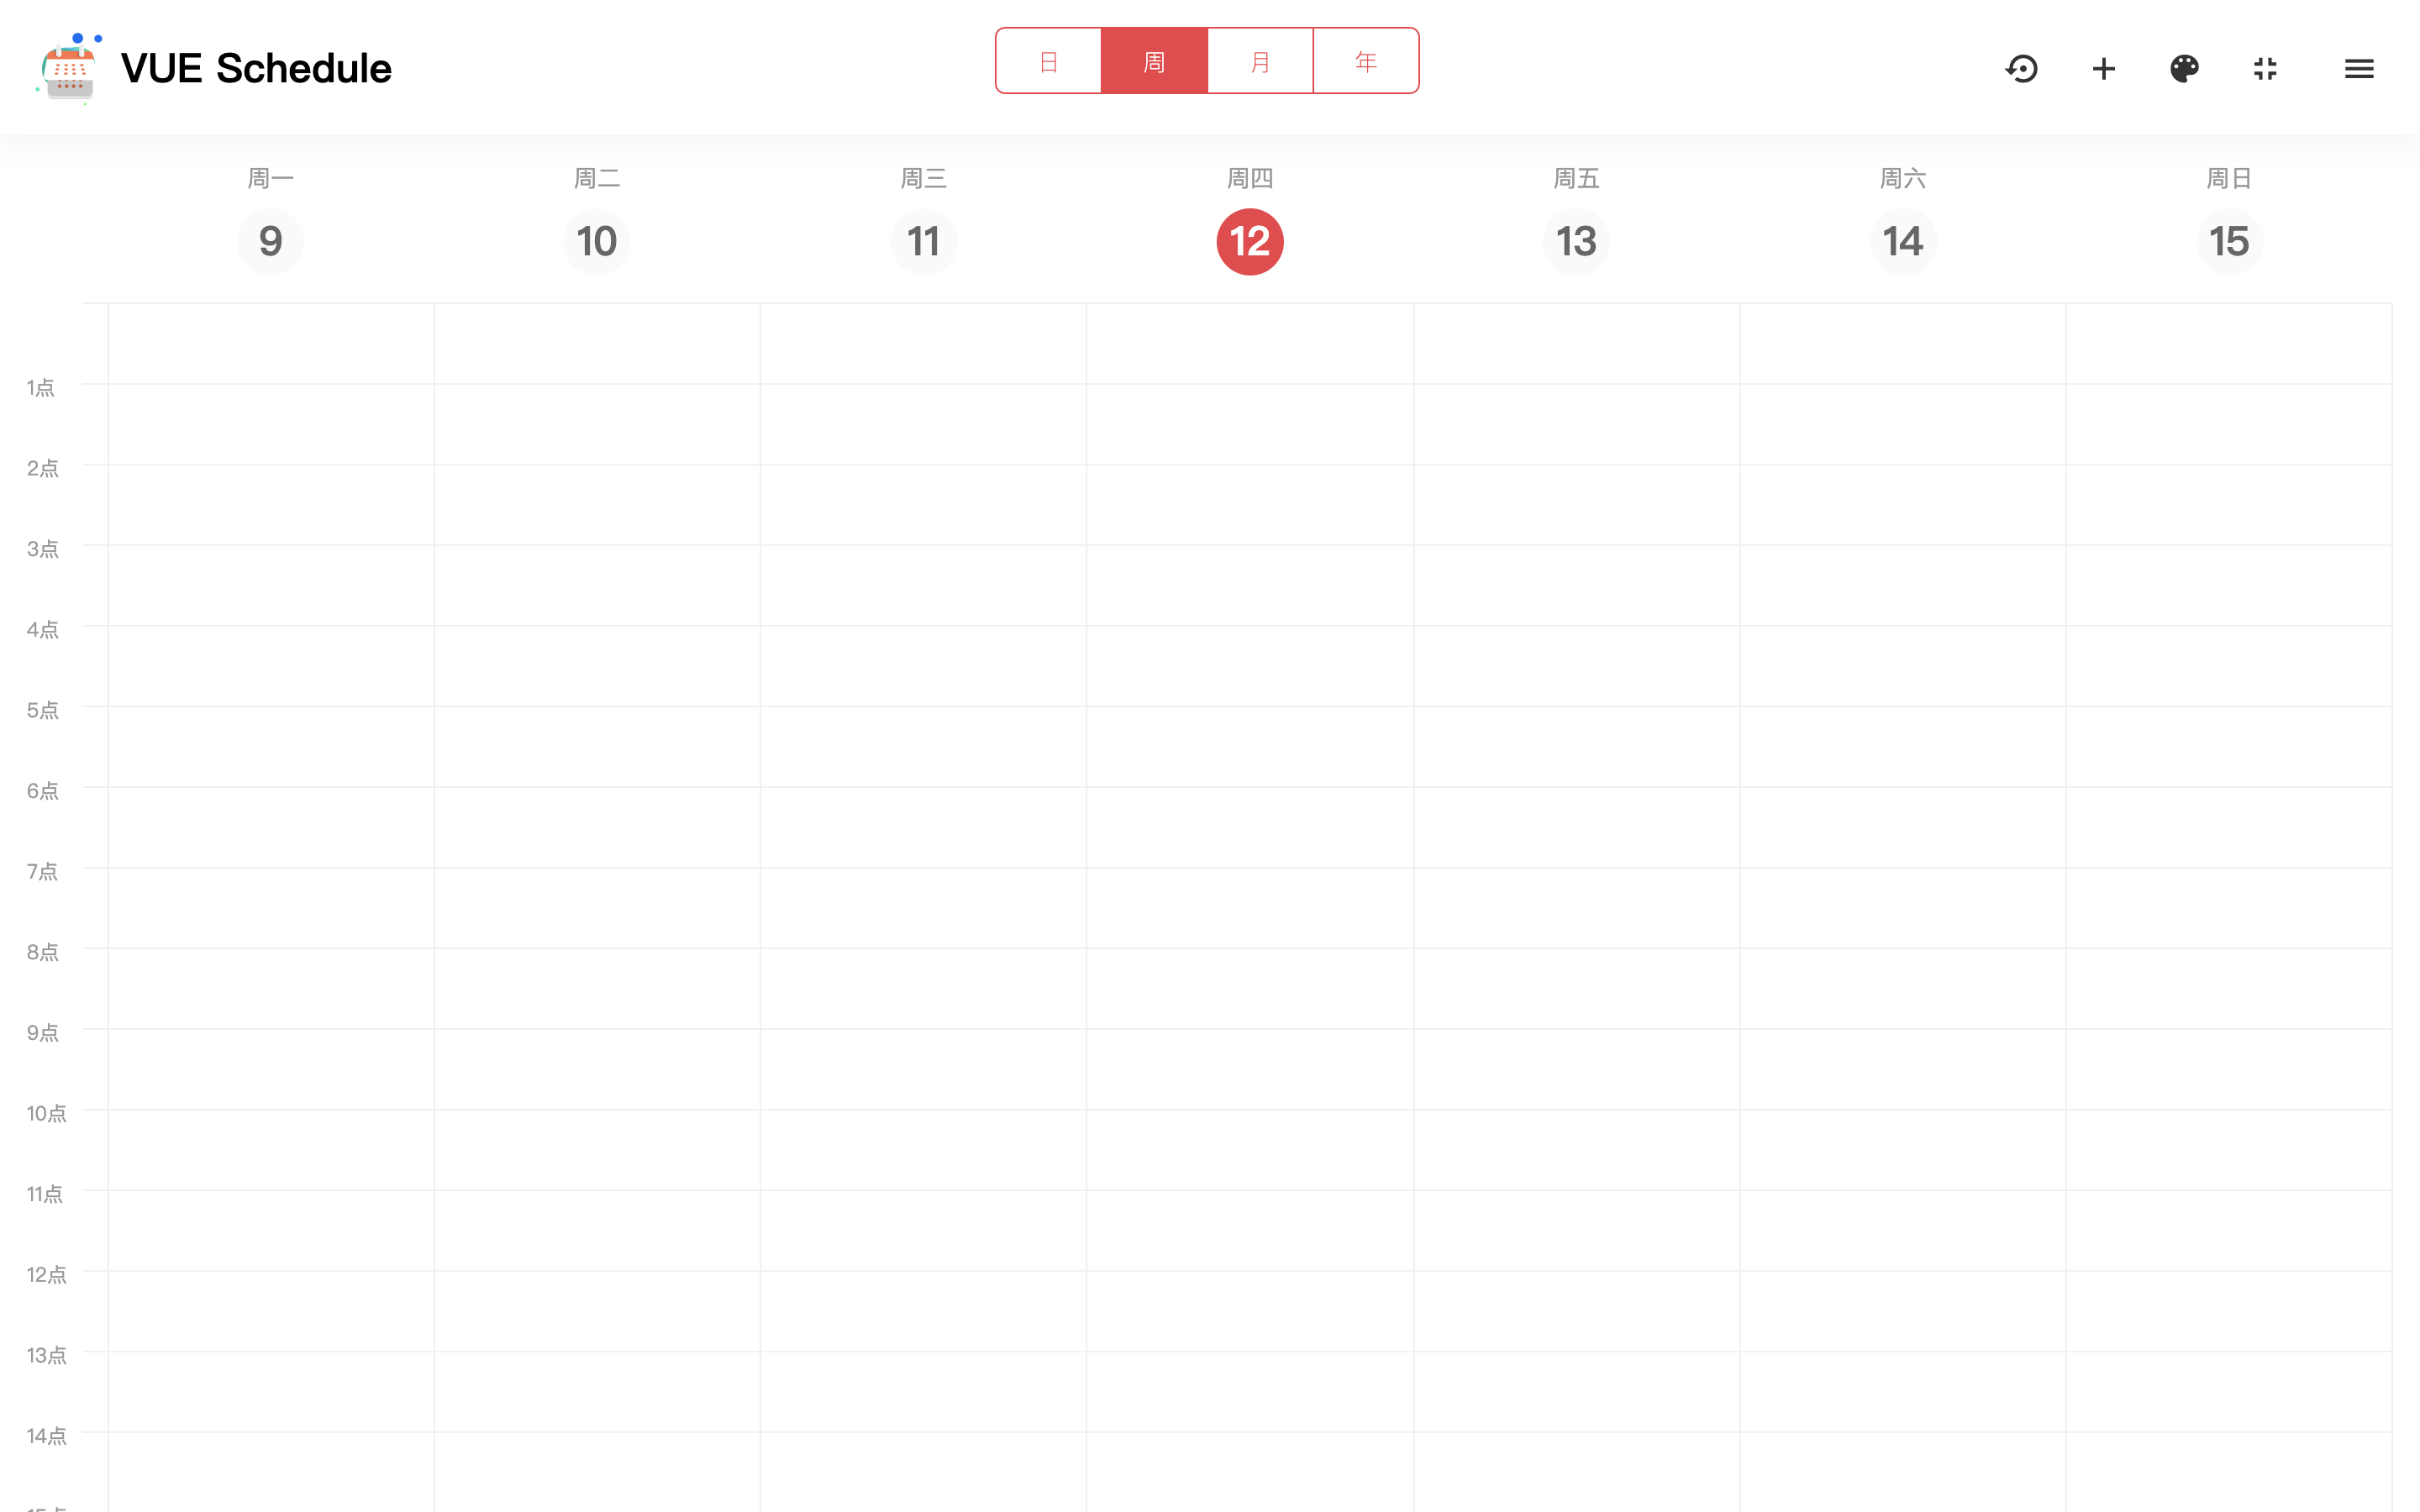 VUE Schedule
日 周 月 年
周一 周二 周三 周四 周五 周六 周日
9 10 11 12 13 14 15
1点
2点
3点
4点
5点
6点
7点
8点
9点
10点
11点
12点
13点
14点